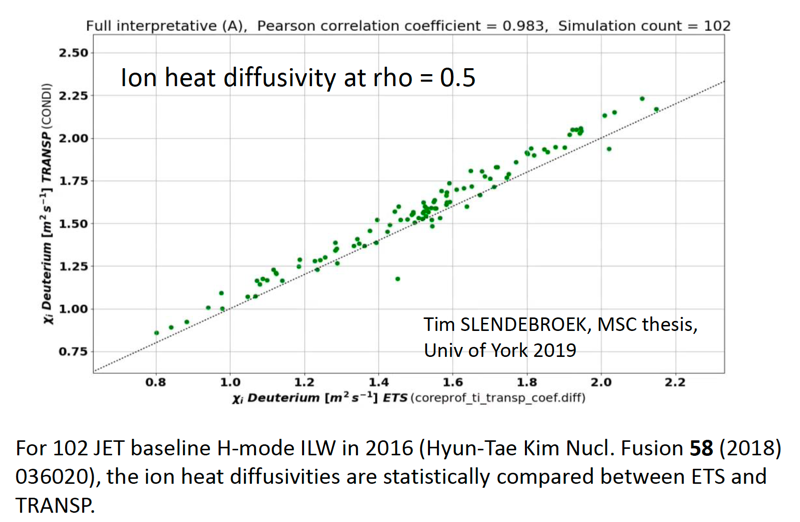 Full interpretative (A),  Pearson correlation coefficient = 0.983,  Simulation count = 102
Ion heat diffusivity at rho = 0.5
χi Deuterium [m² s⁻¹] TRANSP (CONDI)
2.50
2.25
2.00
1.75
1.50
1.25
1.00
0.75
Tim SLENDEBROEK, MSC thesis,
Univ of York 2019
0.8 1.0 1.2 1.4 1.6 1.8 2.0 2.2
χi Deuterium [m² s⁻¹] ETS (coreprof_ti_transp_coef.diff)
For 102 JET baseline H-mode ILW in 2016 (Hyun-Tae Kim Nucl. Fusion 58 (2018)
036020), the ion heat diffusivities are statistically compared between ETS and
TRANSP.